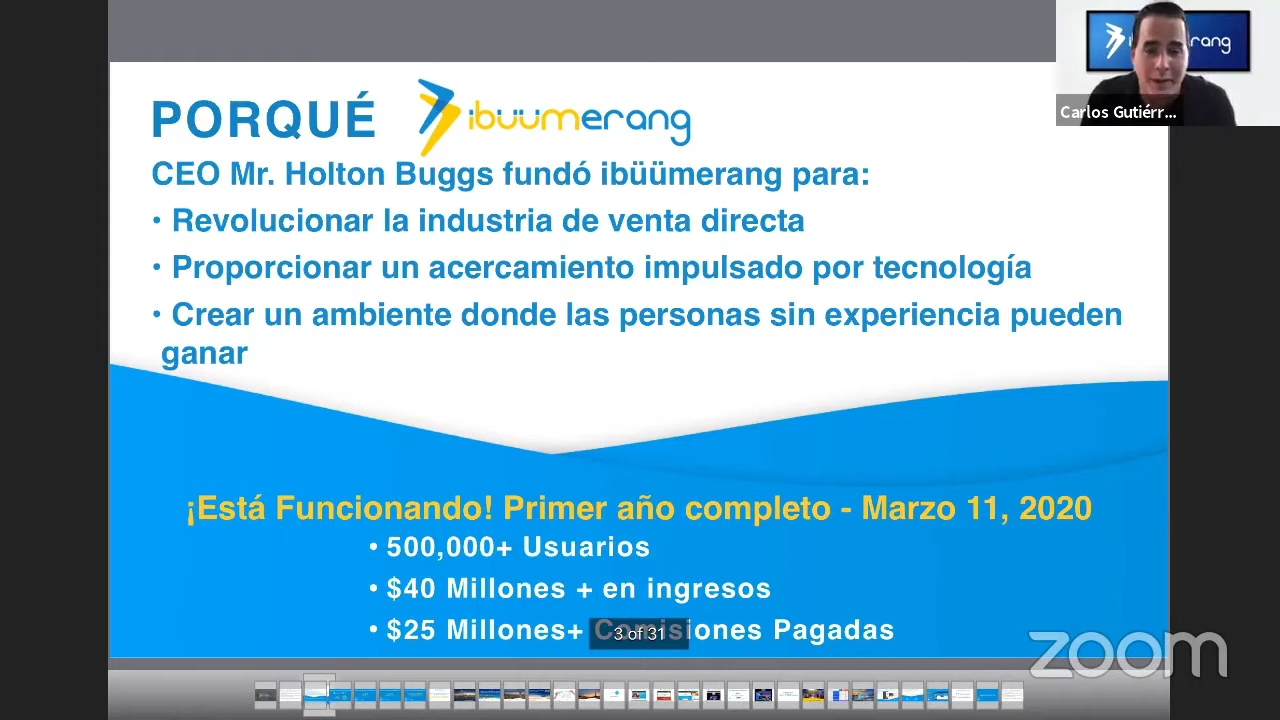 PORQUÉ ibüümerang
CEO Mr. Holton Buggs fundó ibüümerang para:
• Revolucionar la industria de venta directa
• Proporcionar un acercamiento impulsado por tecnología
• Crear un ambiente donde las personas sin experiencia pueden
ganar
¡Está Funcionando! Primer año completo - Marzo 11, 2020
• 500,000+ Usuarios
• $40 Millones + en ingresos
• $25 Millones+ Comisiones Pagadas
3 of 31
rang
Carlos Gutiérr...
zoom